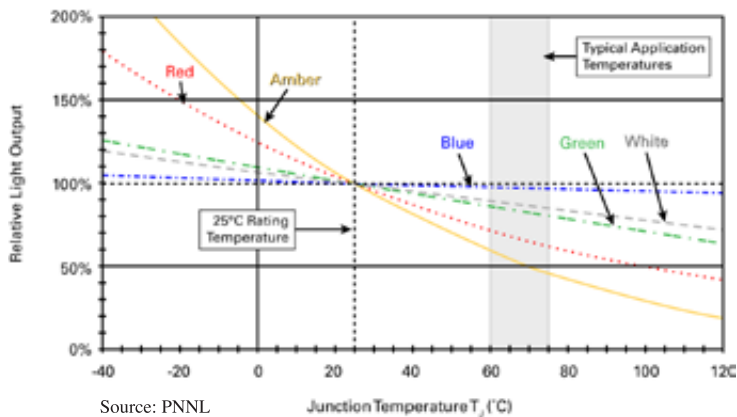 200%
150%
100%
50%
0%
Relative Light Output
Red
Amber
Typical Application
Temperatures
Blue
Green
White
25°C Rating
Temperature
-40
-20
0
20
40
60
80
100
120
Source: PNNL
Junction Temperature TJ (°C)